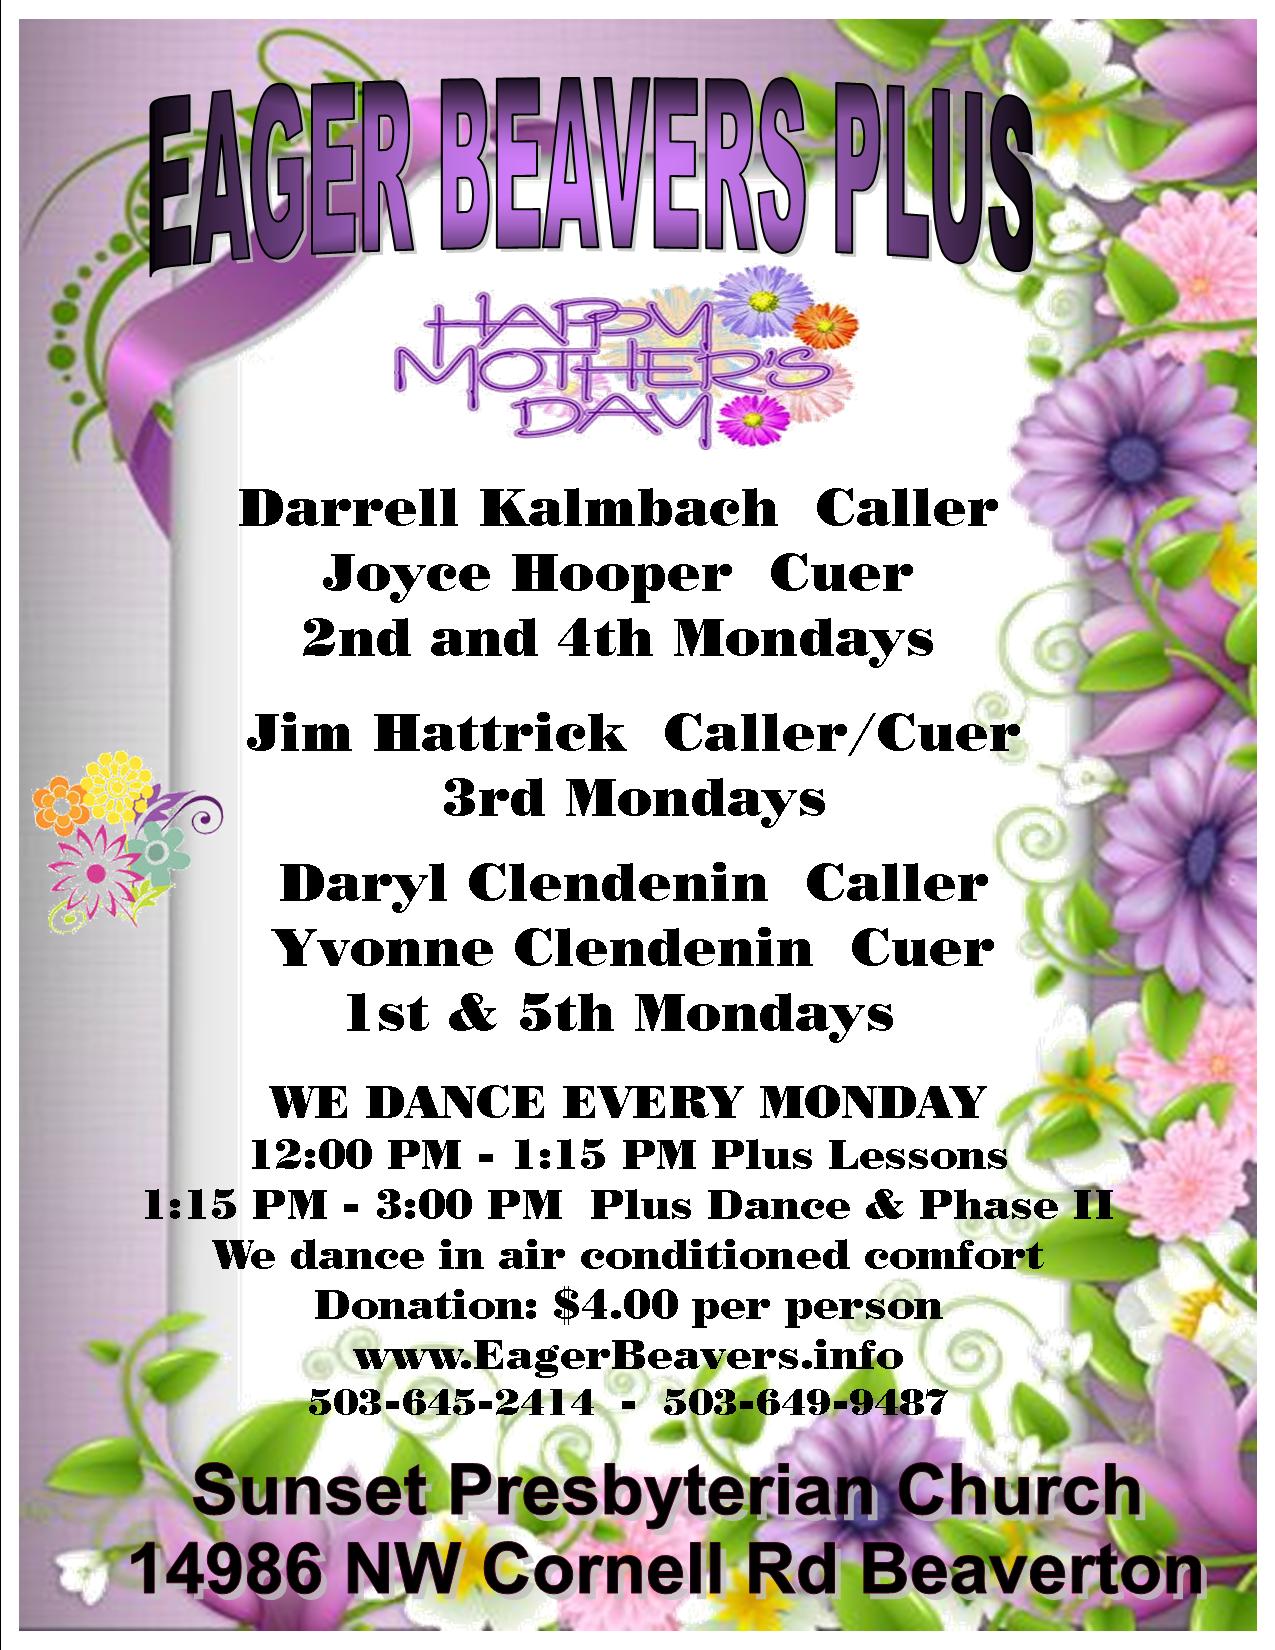 EAGER BEAVERS PLUS
HAPPY
MOTHER'S
DAY
Darrell Kalmbach  Caller
Joyce Hooper  Cuer
2nd and 4th Mondays
Jim Hattrick  Caller/Cuer
3rd Mondays
Daryl Clendenin  Caller
Yvonne Clendenin  Cuer
1st & 5th Mondays
WE DANCE EVERY MONDAY
12:00 PM - 1:15 PM Plus Lessons
1:15 PM - 3:00 PM  Plus Dance & Phase II
We dance in air conditioned comfort
Donation: $4.00 per person
www.EagerBeavers.info
503-645-2414  -  503-649-9487
Sunset Presbyterian Church
14986 NW Cornell Rd Beaverton